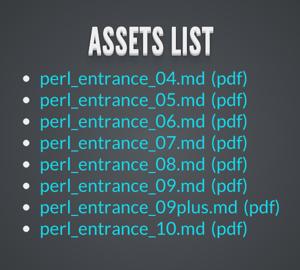 ASSETS LIST
perl_entrance_04.md (pdf)
perl_entrance_05.md (pdf)
perl_entrance_06.md (pdf)
perl_entrance_07.md (pdf)
perl_entrance_08.md (pdf)
perl_entrance_09.md (pdf)
perl_entrance_09plus.md (pdf)
perl_entrance_10.md (pdf)